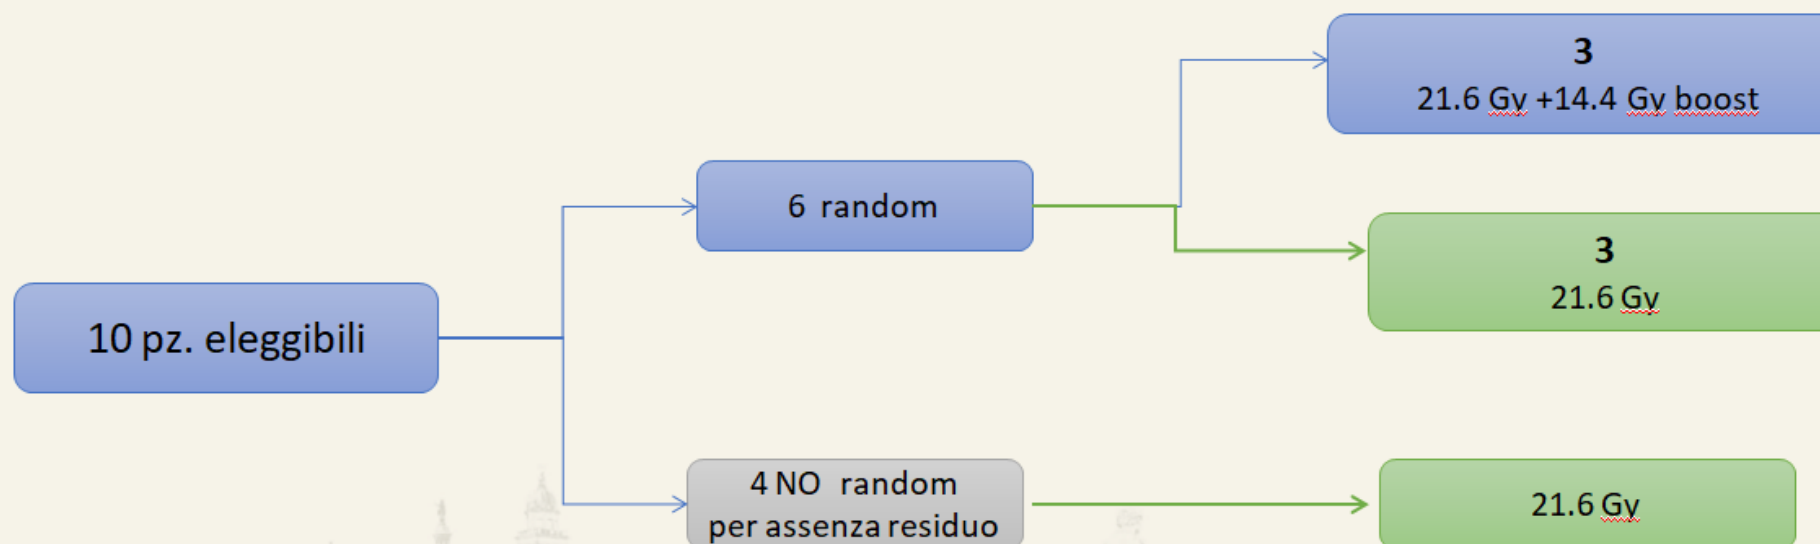 3
21.6 Gy +14.4 Gy boost
6 random
3
21.6 Gy
10 pz. eleggibili
4 NO random
per assenza residuo
21.6 Gy